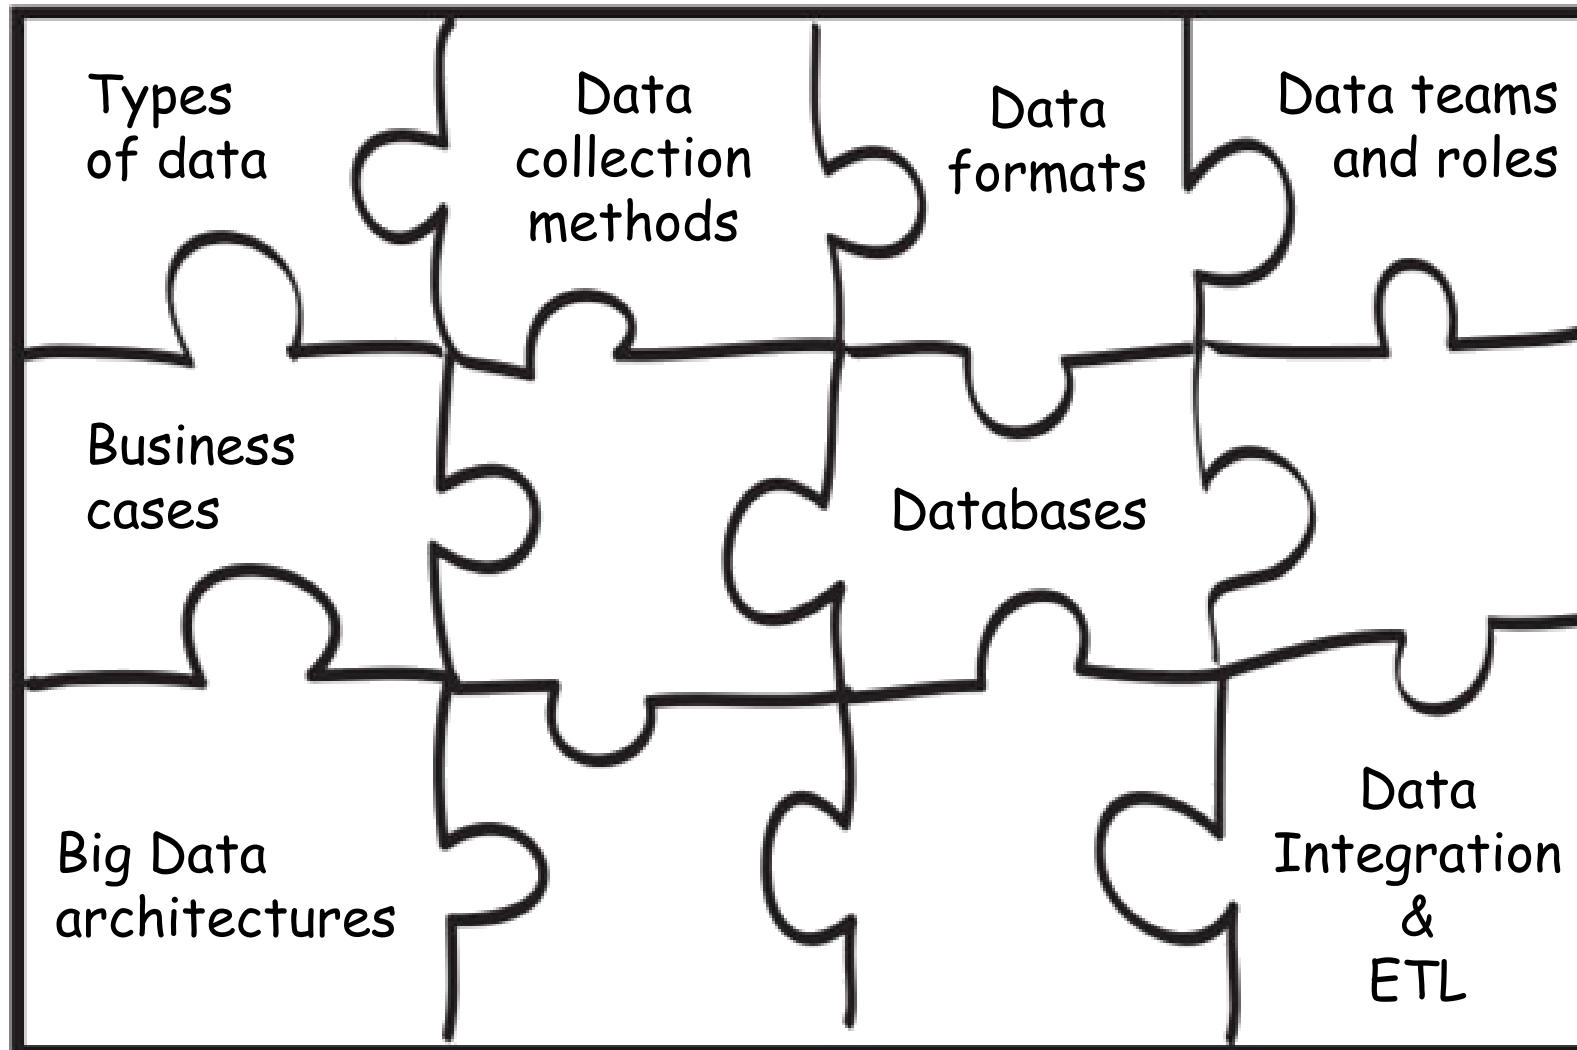 Types
of data
Data
collection
methods
Data
formats
Data teams
and roles
Business
cases
Databases
Big Data
architectures
Data
Integration
&
ETL